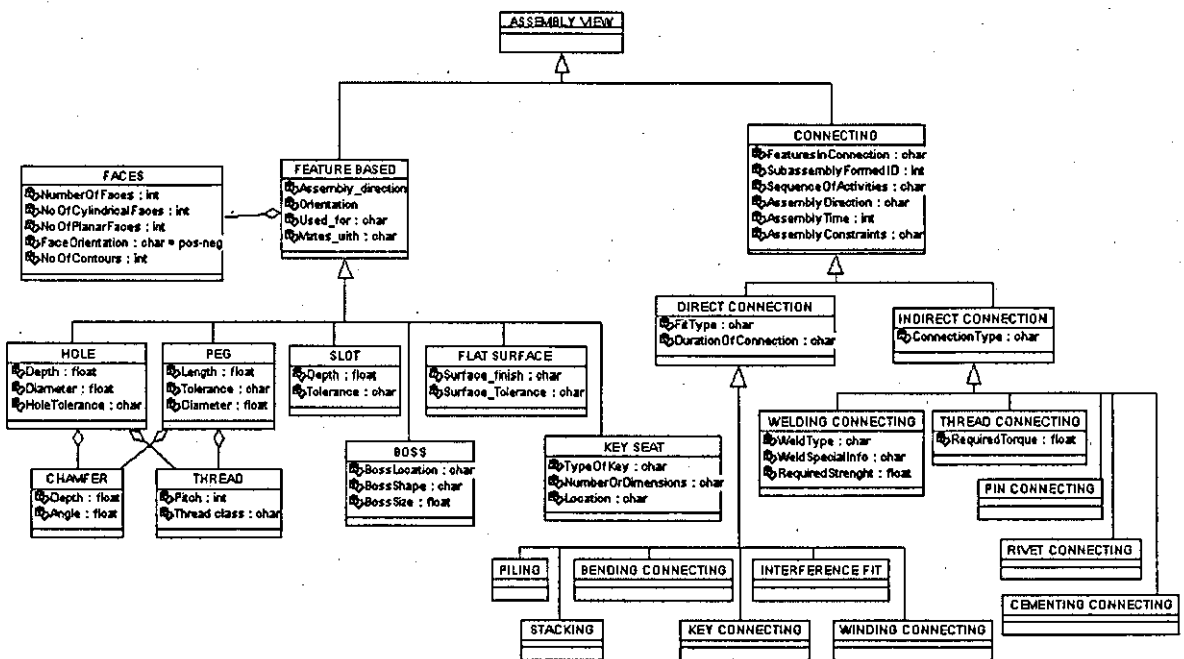 ASSEMBLY VIEW
CONNECTING
FeaturesInConnection : char
SubassemblyFormedID : int
SequenceOfActivities : char
AssemblyDirection : char
AssemblyTime : int
AssemblyConstraints : char
FEATURE BASED
Assembly_direction
Orientation
Used_for : char
Mates_with : char
FACES
NumberOfFaces : int
NoOfCylindricalFaces : int
NoOfPlanarFaces : int
FaceOrientation : char = pos-neg
NoOfContours : int
DIRECT CONNECTION
FitType : char
DurationOfConnection : char
INDIRECT CONNECTION
ConnectionType : char
HOLE
Depth : float
Diameter : float
HoleTolerance : char
PEG
Length : float
Tolerance : char
Diameter : float
SLOT
Depth : float
Tolerance : char
FLAT SURFACE
Surface_finish : char
Surface_Tolerance : char
WELDING CONNECTING
WeldType : char
WeldSpecialInfo : char
RequiredStrenght : float
THREAD CONNECTING
RequiredTorque : float
BOSS
BossLocation : char
BossShape : char
BossSize : float
KEY SEAT
TypeOfKey : char
NumberOrDimensions : char
Location : char
CHAMFER
Depth : float
Angle : float
THREAD
Pitch : int
Thread class : char
PIN CONNECTING
RIVET CONNECTING
PILING
BENDING CONNECTING
INTERFERENCE FIT
CEMENTING CONNECTING
STACKING
KEY CONNECTING
WINDING CONNECTING